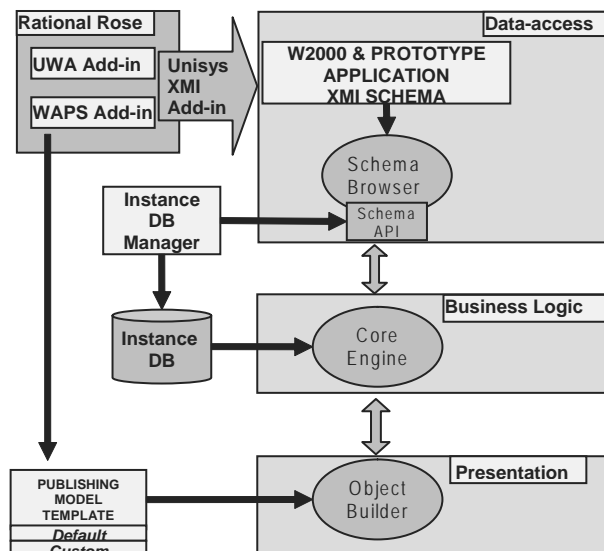 Rational Rose
UWA Add-in
WAPS Add-in
Unisys
XMI
Add-in
Data-access
W2000 & PROTOTYPE
APPLICATION
XMI SCHEMA
Schema
Browser
Schema
API
Instance
DB
Manager
Instance
DB
Business Logic
Core
Engine
PUBLISHING
MODEL
TEMPLATE
Default
Custom
Presentation
Object
Builder